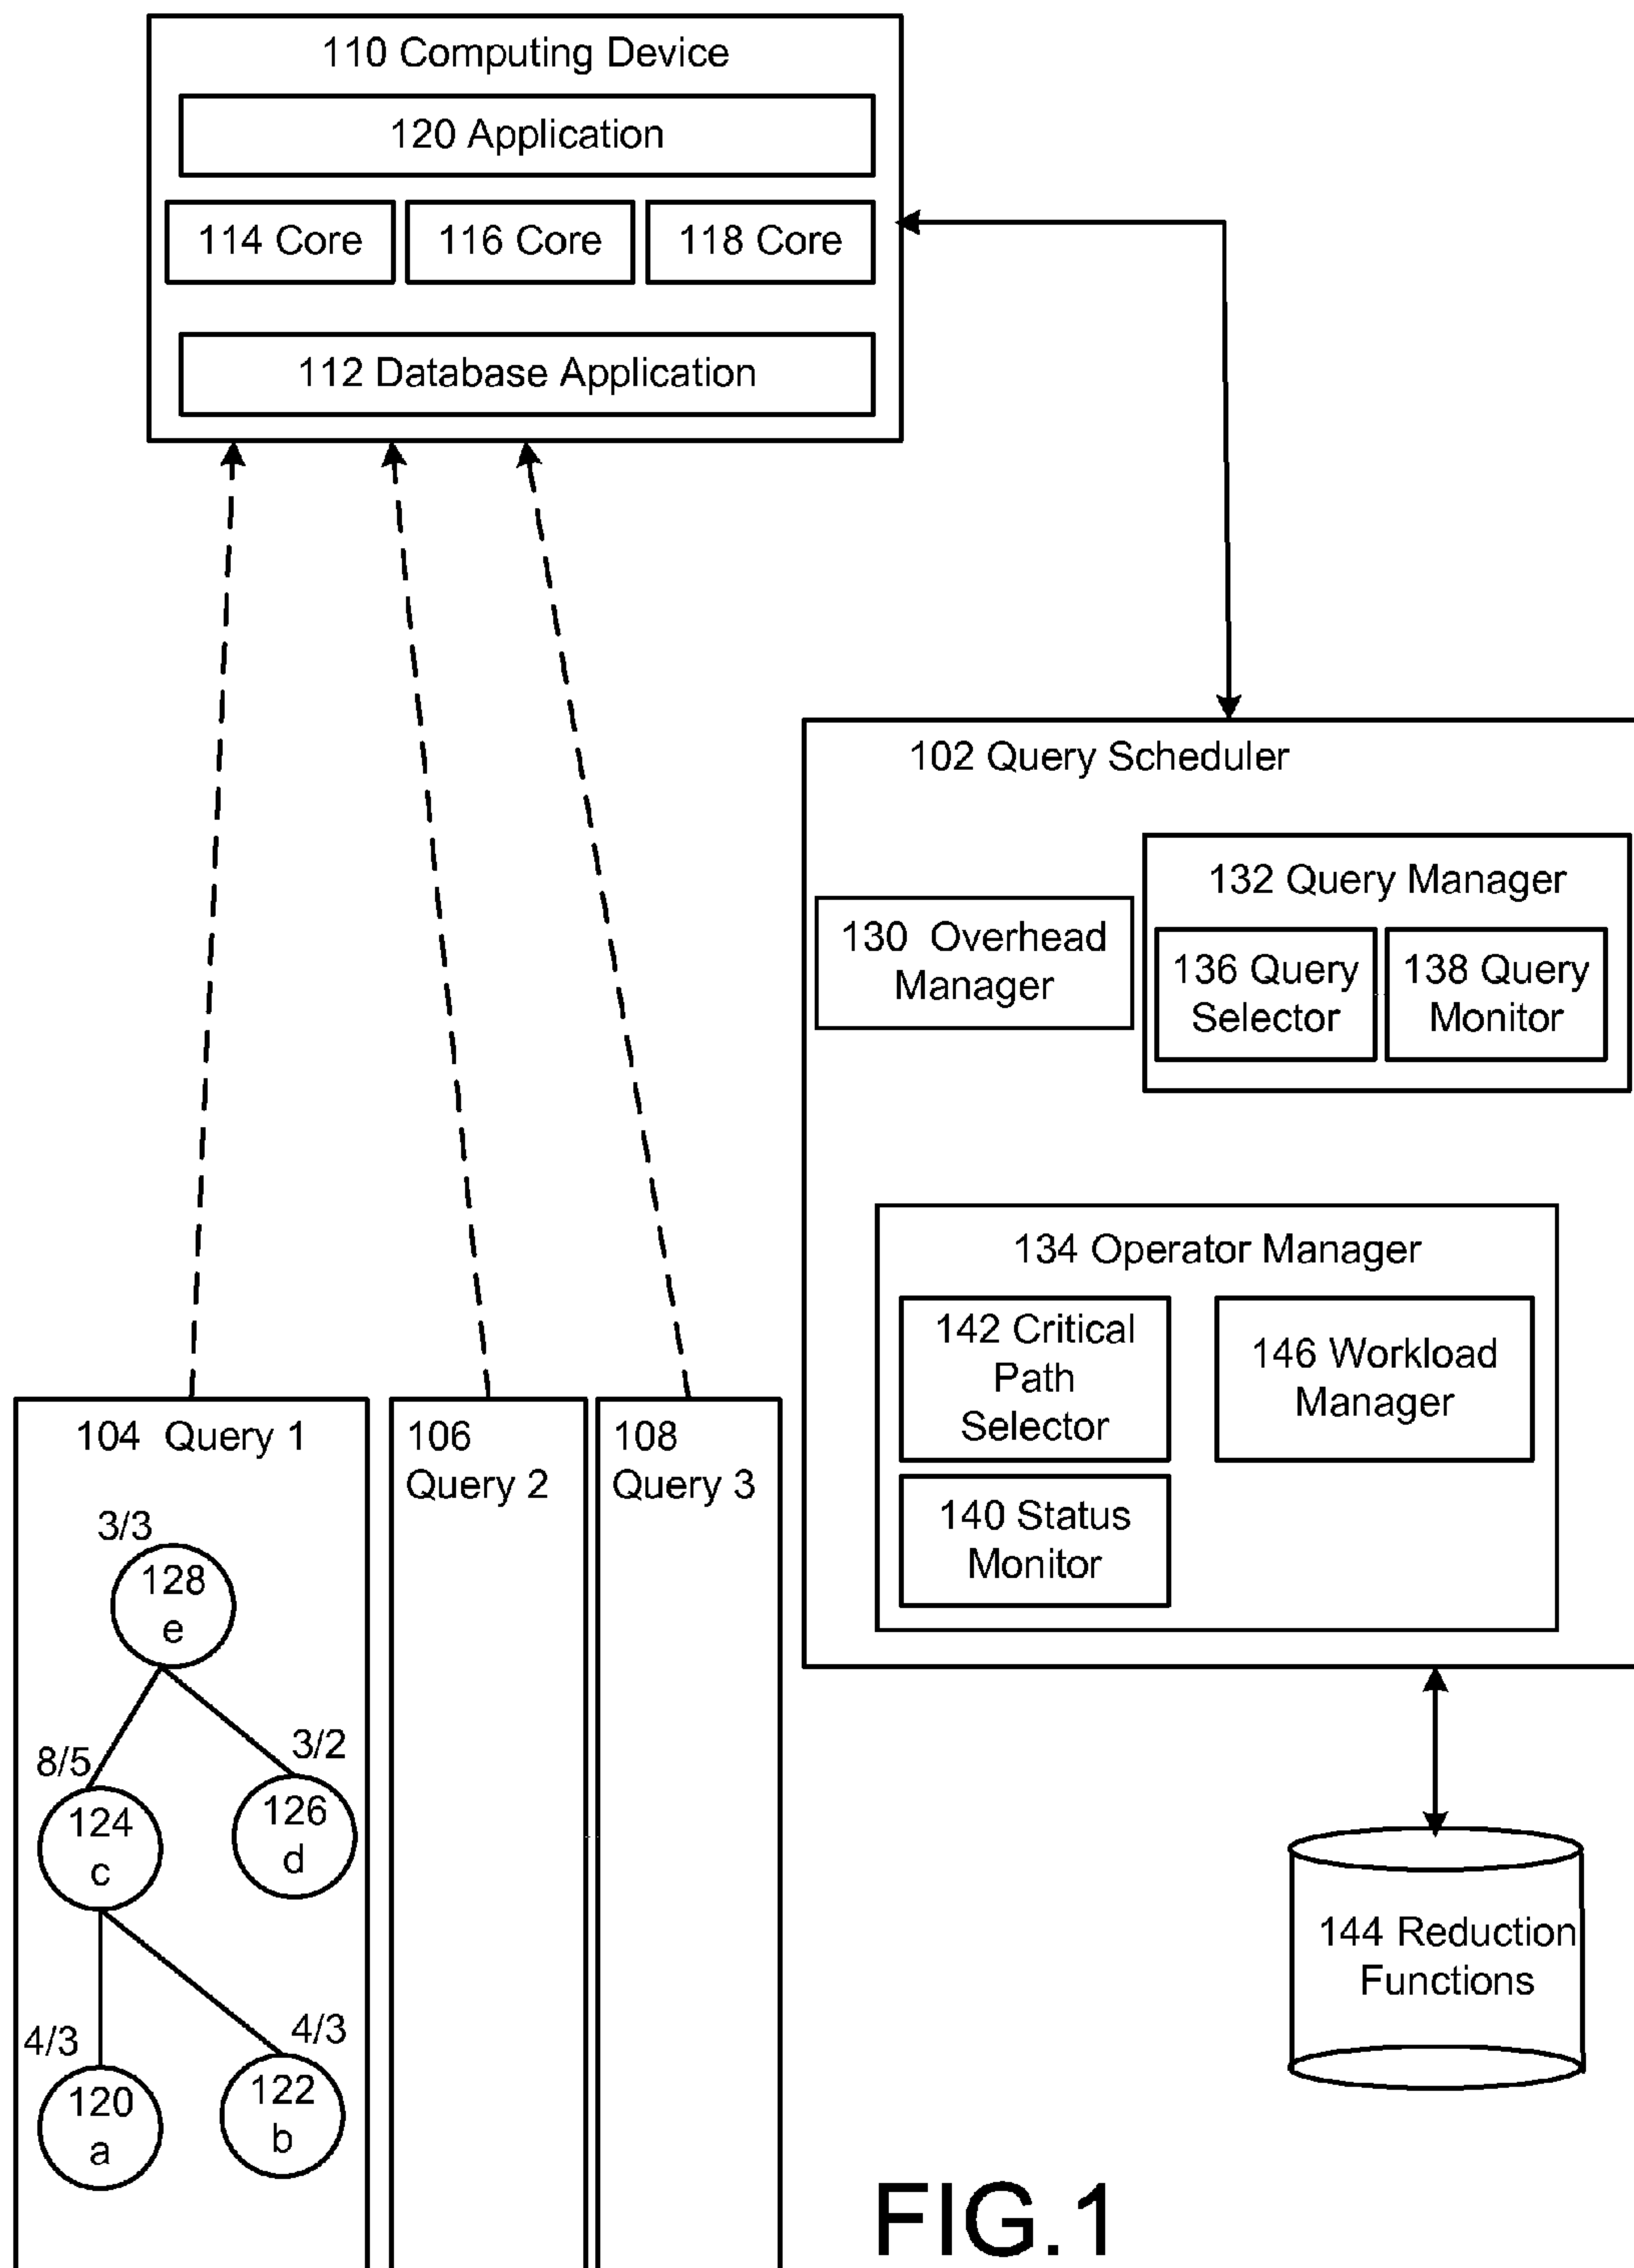 110 Computing Device
120 Application
114 Core
116 Core
118 Core
112 Database Application
102 Query Scheduler
132 Query Manager
130 Overhead
Manager
136 Query
Selector
138 Query
Monitor
134 Operator Manager
142 Critical
Path
Selector
146 Workload
Manager
140 Status
Monitor
104 Query 1
106
Query 2
108
Query 3
3/3
128
e
8/5
3/2
124
c
126
d
4/3
4/3
120
a
122
b
144 Reduction
Functions
FIG.1